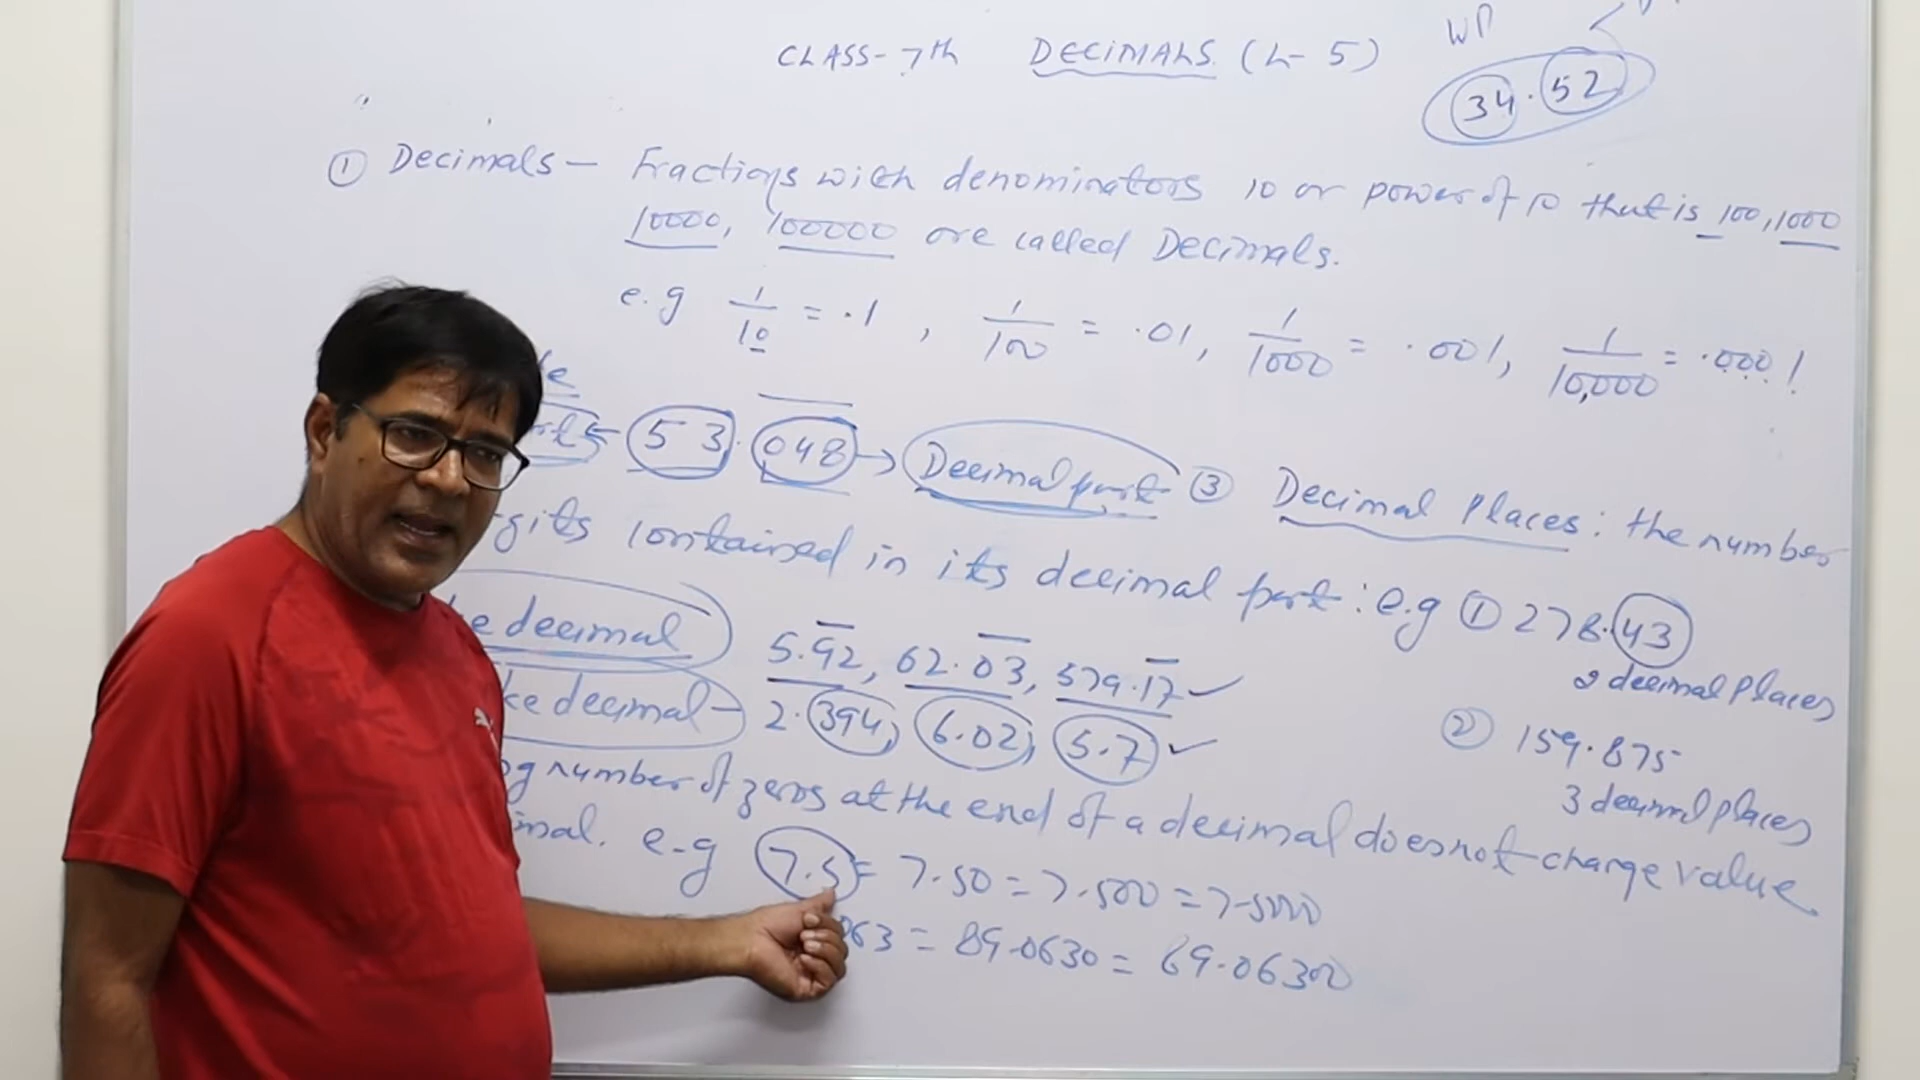 CLASS-7th DECIMALS (L-5) WP
34.52
① Decimals- Fractions with denominators 10 or power of 10 that is 100, 1000
10000, 100000 are called Decimals.
e.g 1/10 = .1, 1/100 = .01, 1/1000 = .001, 1/10,000 = .0001
53.048 → Decimal part ③ Decimal Places: the number
gits contained in its decimal part: e.g ① 278.43
2 decimal places
ke decimal 5.92, 62.03, 579.17 ✓
ke decimal- 2.394, 6.02, 5.7 ✓
② 159.875
3 decimal places
number of zeros at the end of a decimal does not change value
imal. e-g 7.5 = 7.50 = 7.500 = 7.5000
063 = 89.0630 = 89.06300